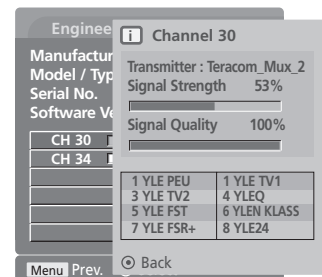 Enginee
Manufactur
Model / Typ
Serial No.
Software Ve
CH 30
CH 34
Menu Prev.
i Channel 30
Transmitter : Teracom_Mux_2
Signal Strength 53%
Signal Quality 100%
1 YLE PEU 1 YLE TV1
3 YLE TV2 4 YLEQ
5 YLE FST 6 YLEN KLASS
7 YLE FSR+ 8 YLE24
Back